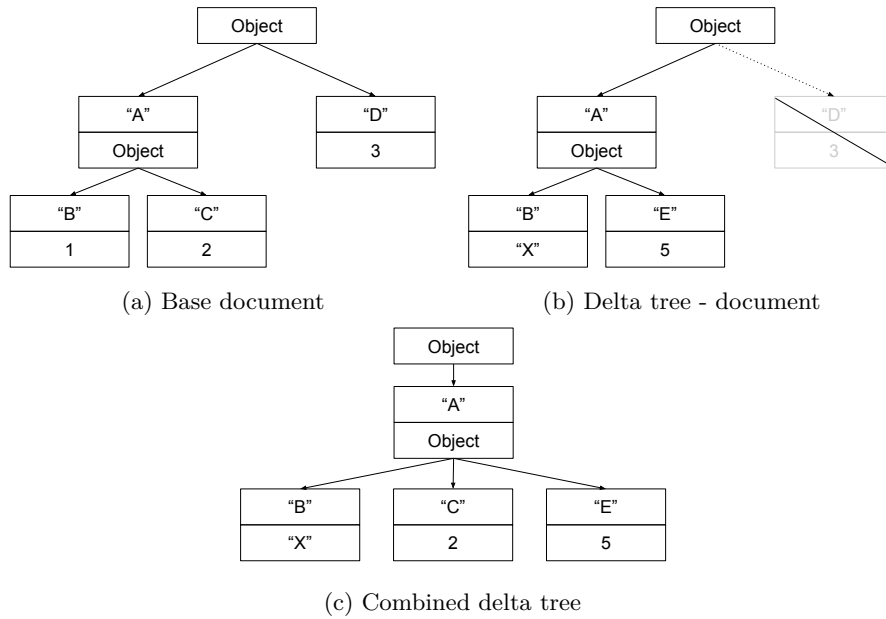 Object
“A”
Object
“D”
3
“B”
1
“C”
2
(a) Base document
Object
“A”
Object
“D”
3
“B”
“X”
“E”
5
(b) Delta tree - document
Object
“A”
Object
“B”
“X”
“C”
2
“E”
5
(c) Combined delta tree